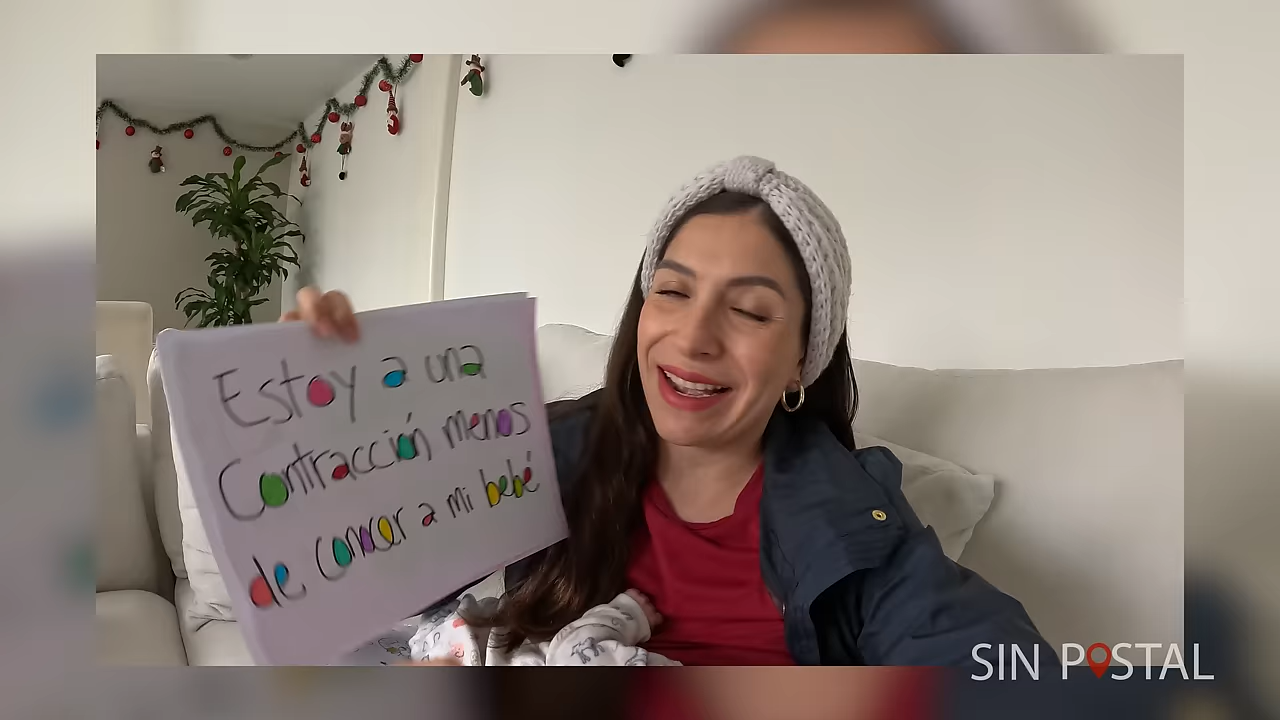 Estoy a una
Contracción menos
de conocer a mi bebé
SIN POSTAL